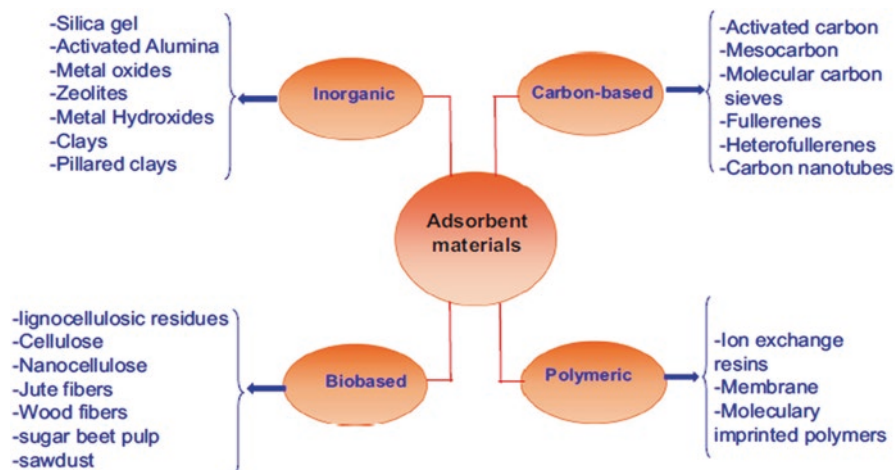 -Silica gel
-Activated Alumina
-Metal oxides
-Zeolites
-Metal Hydroxides
-Clays
-Pillared clays
Inorganic
Carbon-based
-Activated carbon
-Mesocarbon
-Molecular carbon
sieves
-Fullerenes
-Heterofullerenes
-Carbon nanotubes
Adsorbent
materials
-lignocellulosic residues
-Cellulose
-Nanocellulose
-Jute fibers
-Wood fibers
-sugar beet pulp
-sawdust
Biobased
Polymeric
-Ion exchange
resins
-Membrane
-Moleculary
imprinted polymers